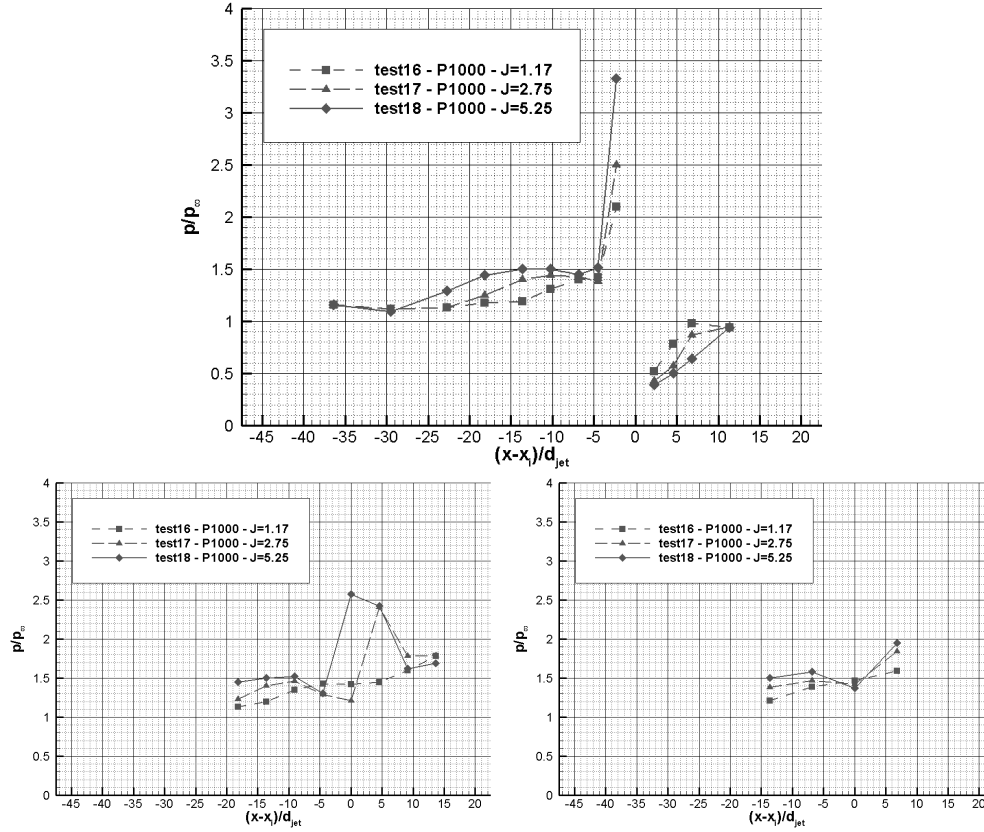 4
3.5
3
2.5
2
1.5
1
0.5
0
p/p∞
test16 - P1000 - J=1.17
test17 - P1000 - J=2.75
test18 - P1000 - J=5.25
-45 -40 -35 -30 -25 -20 -15 -10 -5 0 5 10 15 20
(x-xj)/djet
4
3.5
3
2.5
2
1.5
1
0.5
0
p/p∞
test16 - P1000 - J=1.17
test17 - P1000 - J=2.75
test18 - P1000 - J=5.25
-45 -40 -35 -30 -25 -20 -15 -10 -5 0 5 10 15 20
(x-xj)/djet
4
3.5
3
2.5
2
1.5
1
0.5
0
p/p∞
test16 - P1000 - J=1.17
test17 - P1000 - J=2.75
test18 - P1000 - J=5.25
-45 -40 -35 -30 -25 -20 -15 -10 -5 0 5 10 15 20
(x-xj)/djet